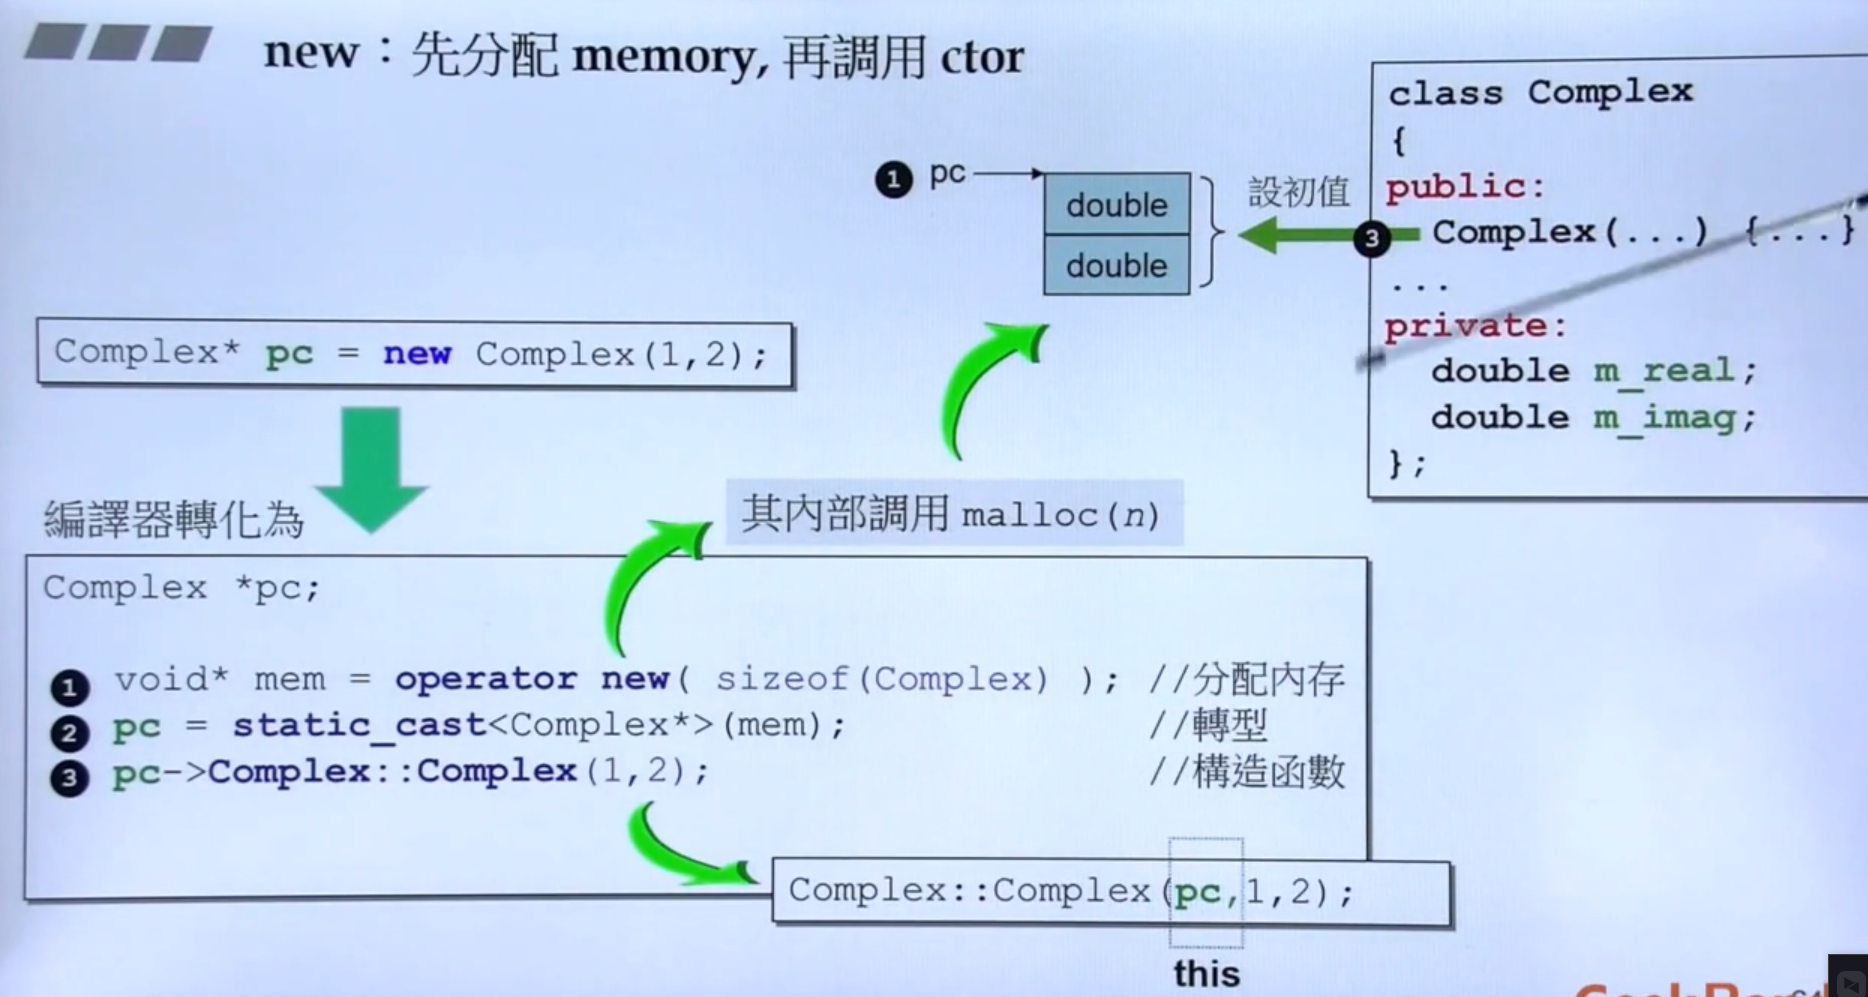 new：先分配 memory, 再調用 ctor
class Complex
{
public:
Complex(...) {...}
...
private:
double m_real;
double m_imag;
};
1 pc
double
double
設初值
3
Complex* pc = new Complex(1,2);
編譯器轉化為
其內部調用 malloc(n)
Complex *pc;
1 void* mem = operator new( sizeof(Complex) ); //分配內存
2 pc = static_cast<Complex*>(mem); //轉型
3 pc->Complex::Complex(1,2); //構造函數
Complex::Complex(pc,1,2);
this